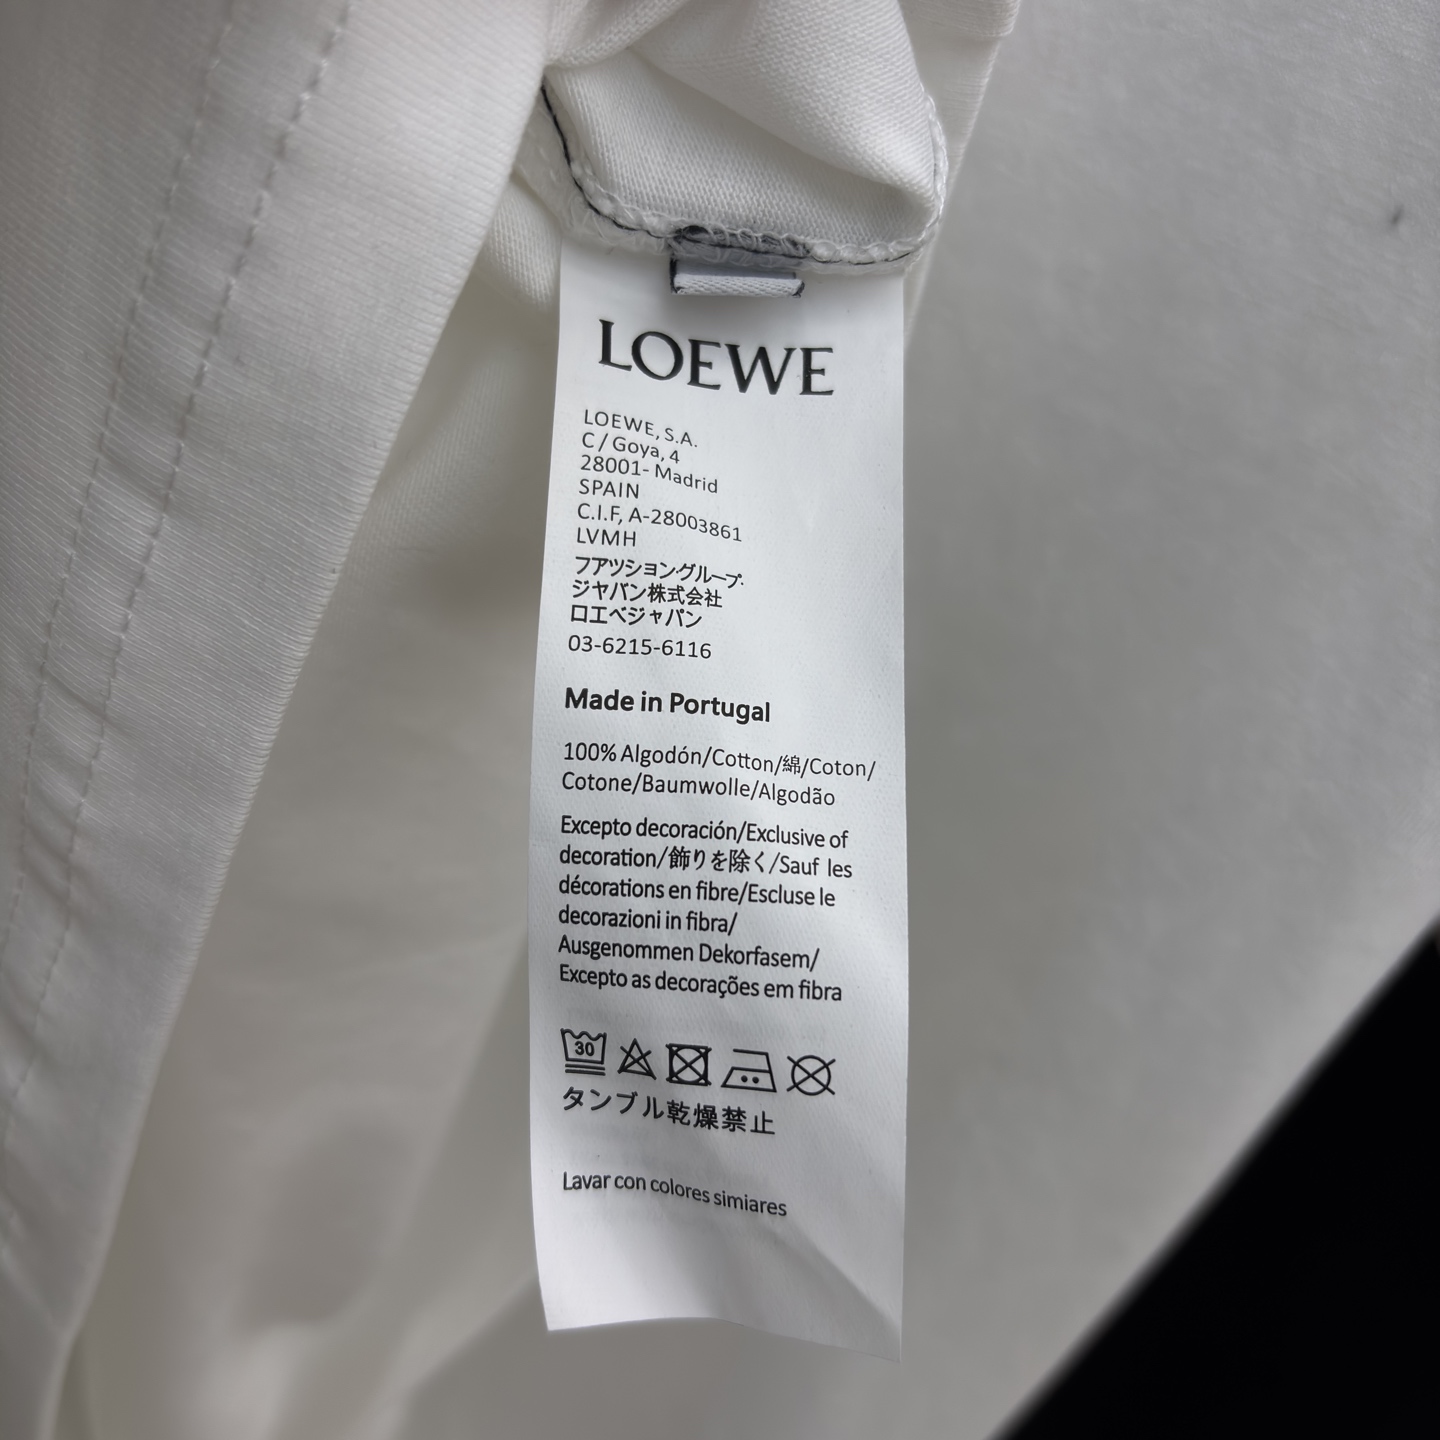 LOEWE
LOEWE, S.A.
C / Goya, 4
28001- Madrid
SPAIN
C.I.F, A-28003861
LVMH
フアツション・グループ・
ジヤバン株式会社
ロエベジャパン
03-6215-6116
Made in Portugal
100% Algodón/Cotton/綿/Coton/
Cotone/Baumwolle/Algodão
Excepto decoración/Exclusive of
decoration/飾りを除く/Sauf les
décorations en fibre/Escluse le
decorazioni in fibra/
Ausgenommen Dekorfasem/
Excepto as decorações em fibra
30
タンブル乾燥禁止
Lavar con colores simiares